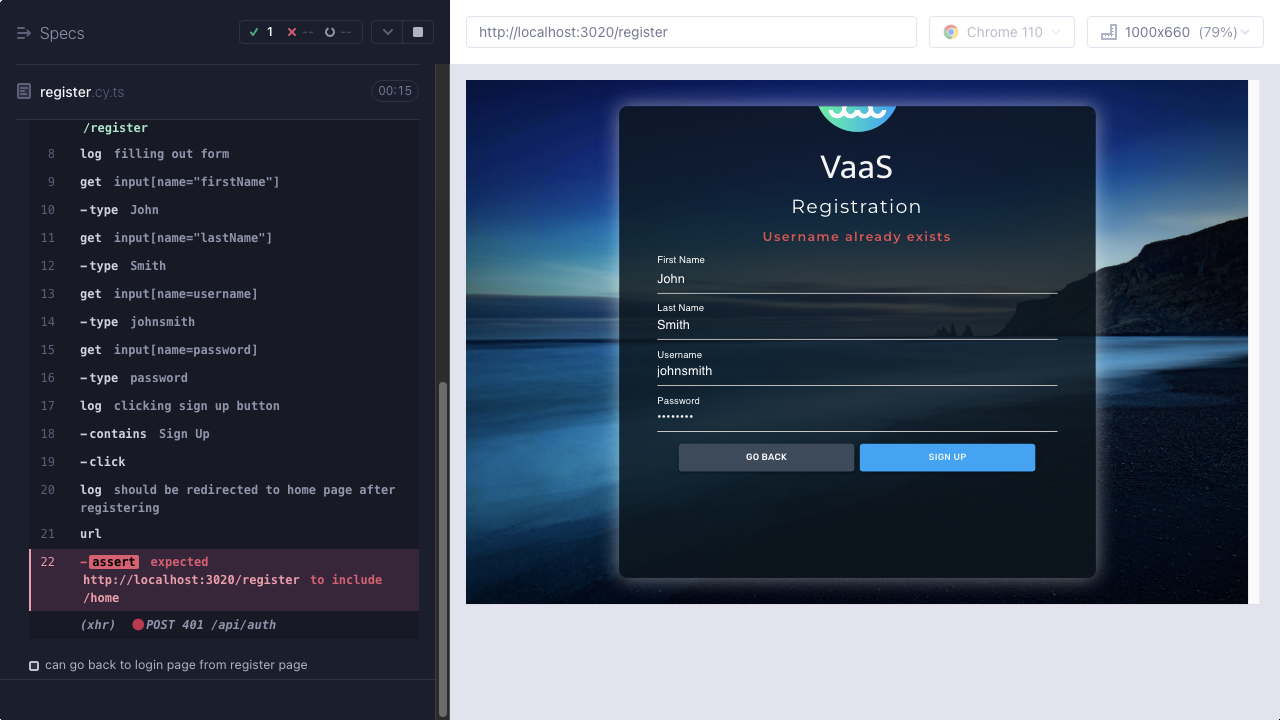 Specs
1
--
--
register.cy.ts
00:15
/register
8 log filling out form
9 get input[name="firstName"]
10 -type John
11 get input[name="lastName"]
12 -type Smith
13 get input[name=username]
14 -type johnsmith
15 get input[name=password]
16 -type password
17 log clicking sign up button
18 -contains Sign Up
19 -click
20 log should be redirected to home page after
registering
21 url
22 -assert expected
http://localhost:3020/register to include
/home
(xhr) POST 401 /api/auth
can go back to login page from register page
http://localhost:3020/register
Chrome 110
1000x660 (79%)
VaaS
Registration
Username already exists
First Name
John
Last Name
Smith
Username
johnsmith
Password
••••••••
GO BACK
SIGN UP